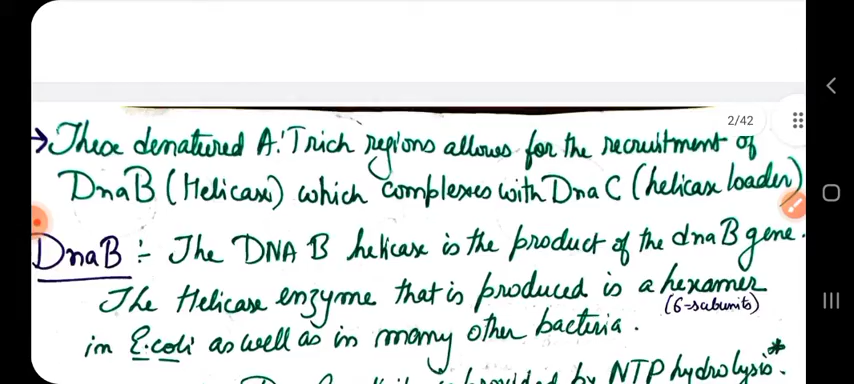 2/42
→ These denatured A:T rich regions allows for the recruitment of
DnaB (Helicase) which complexes with DnaC (helicase loader)
DnaB :- The DNA B helicase is the product of the dnaB gene.
The Helicase enzyme that is produced is a hexamer
(6-subunits)
in E.coli as well as in many other bacteria.
provided by NTP hydrolysis.*